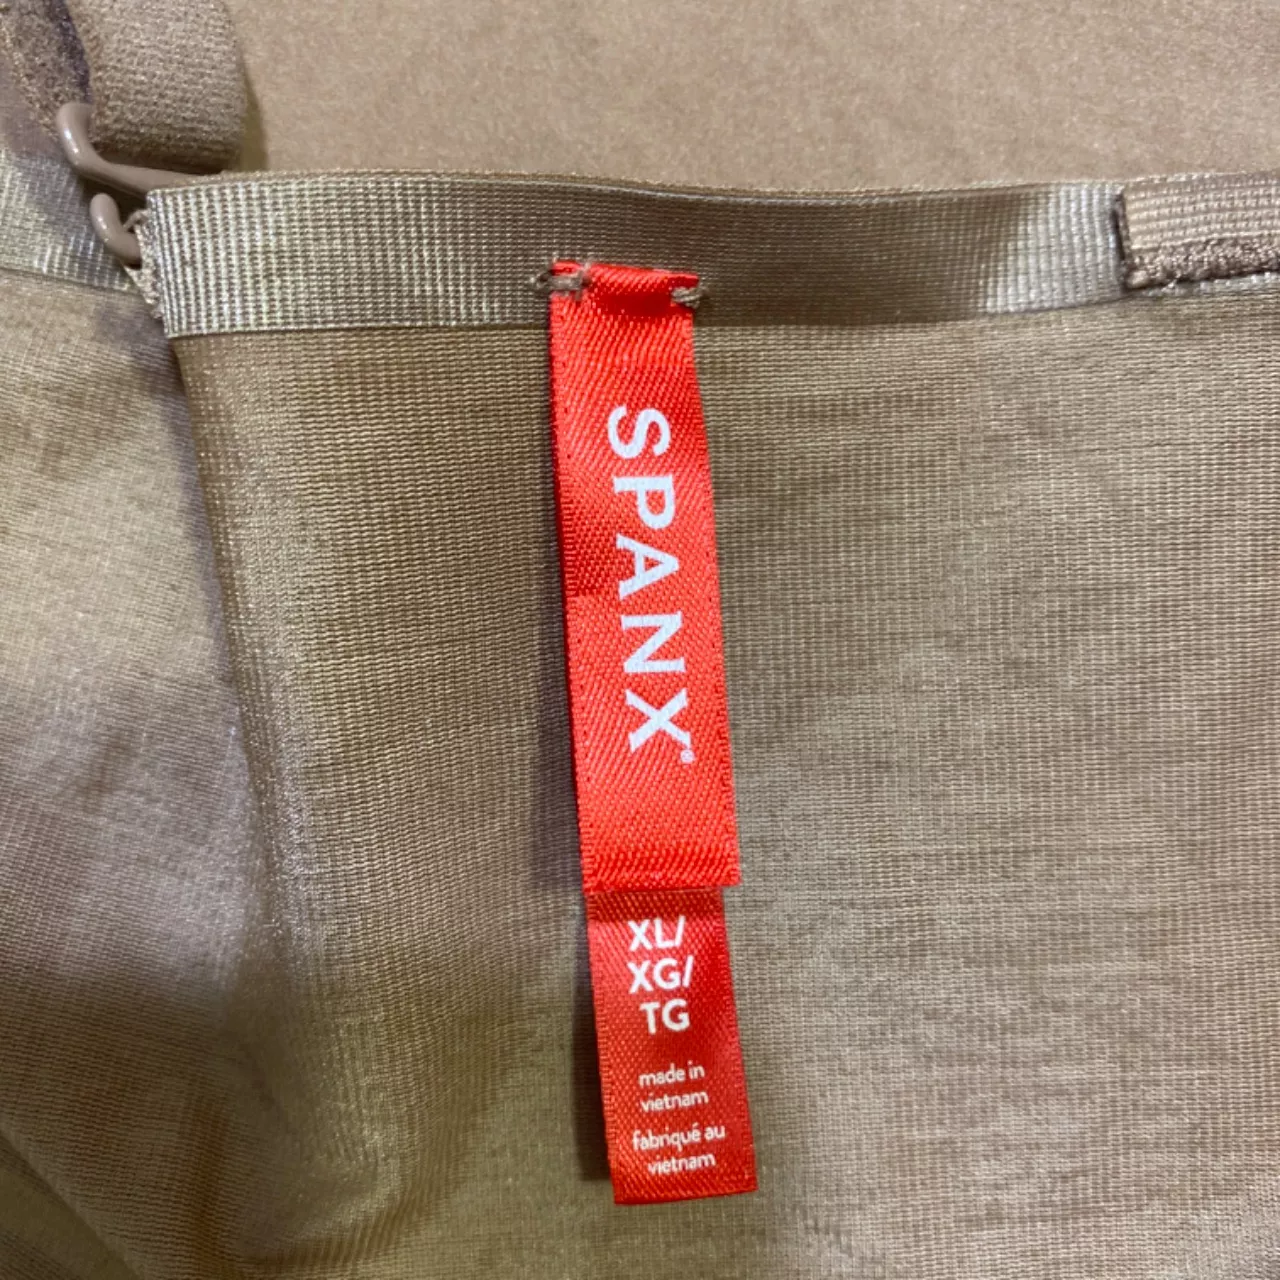 SPANX®
XL/
XG/
TG
made in
vietnam
fabriqué au
vietnam